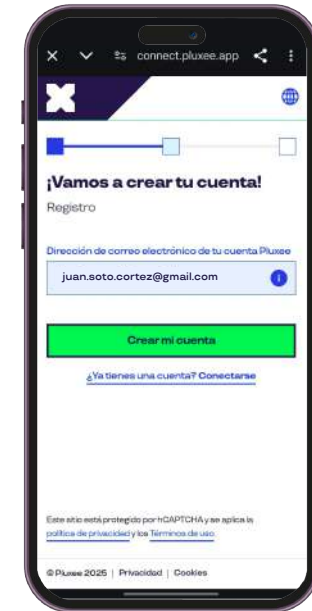 connect.pluxee.app
¡Vamos a crear tu cuenta!
Registro
Dirección de correo electrónico de tu cuenta Pluxee
juan.soto.cortez@gmail.com
Crear mi cuenta
¿Ya tienes una cuenta? Conectarse
Este sitio está protegido por hCAPTCHA y se aplica la
política de privacidad y los Términos de uso.
© Pluxee 2025 | Privacidad | Cookies